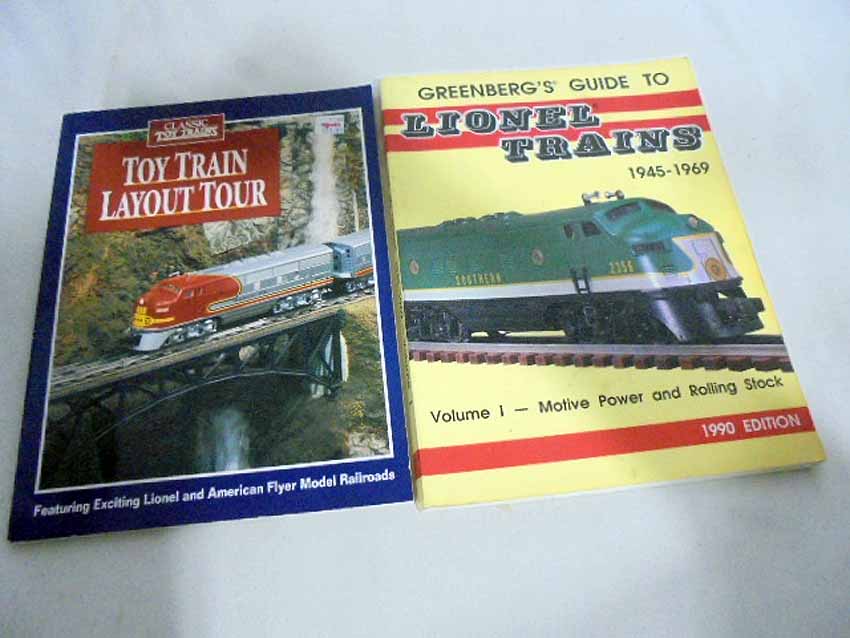 CLASSIC
TOY TRAINS
TOY TRAIN
LAYOUT TOUR
Featuring Exciting Lionel and American Flyer Model Railroads
GREENBERG'S® GUIDE TO
LIONEL®
TRAINS
1945-1969
SOUTHERN
2356
Volume I — Motive Power and Rolling Stock
1990 EDITION